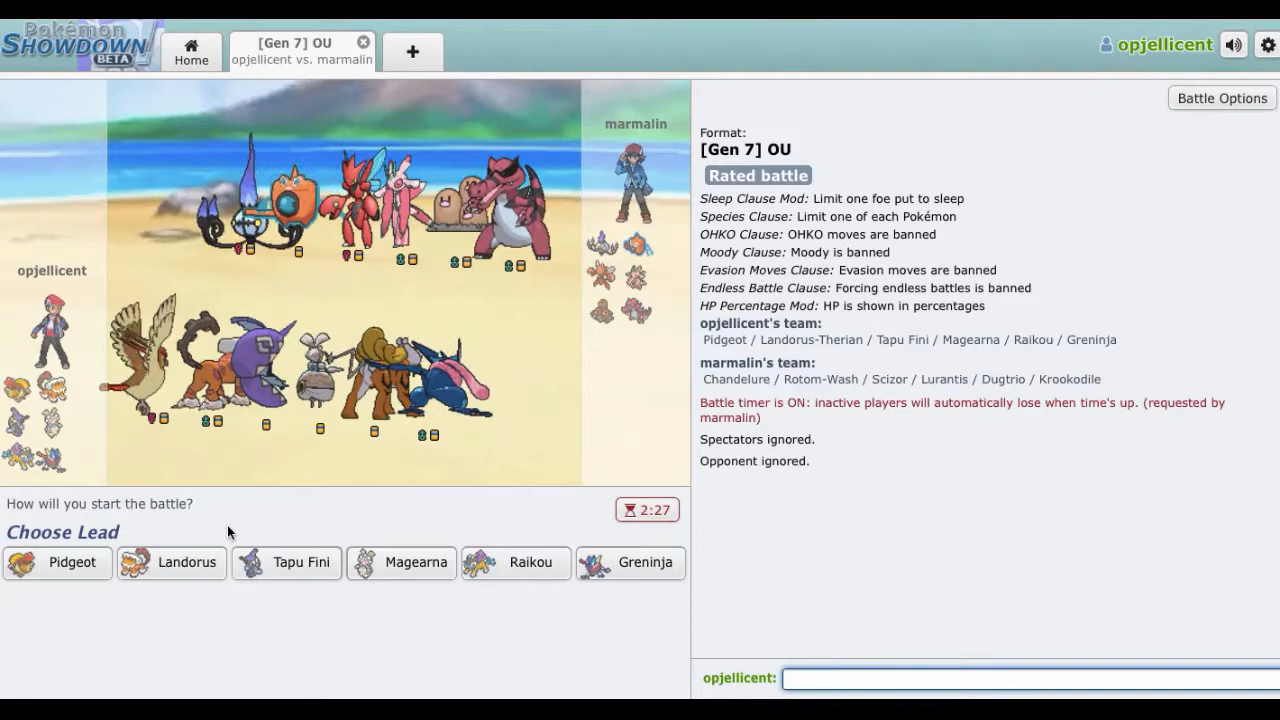 Pokémon
SHOWDOWN!
BETA
Home
[Gen 7] OU
opjellicent vs. marmalin
+
opjellicent
Battle Options
marmalin
opjellicent
Format:
[Gen 7] OU
Rated battle
Sleep Clause Mod: Limit one foe put to sleep
Species Clause: Limit one of each Pokémon
OHKO Clause: OHKO moves are banned
Moody Clause: Moody is banned
Evasion Moves Clause: Evasion moves are banned
Endless Battle Clause: Forcing endless battles is banned
HP Percentage Mod: HP is shown in percentages
opjellicent's team:
Pidgeot / Landorus-Therian / Tapu Fini / Magearna / Raikou / Greninja
marmalin's team:
Chandelure / Rotom-Wash / Scizor / Lurantis / Dugtrio / Krookodile
Battle timer is ON: inactive players will automatically lose when time's up. (requested by
marmalin)
Spectators ignored.
Opponent ignored.
How will you start the battle?
2:27
Choose Lead
Pidgeot Landorus Tapu Fini Magearna Raikou Greninja
opjellicent: